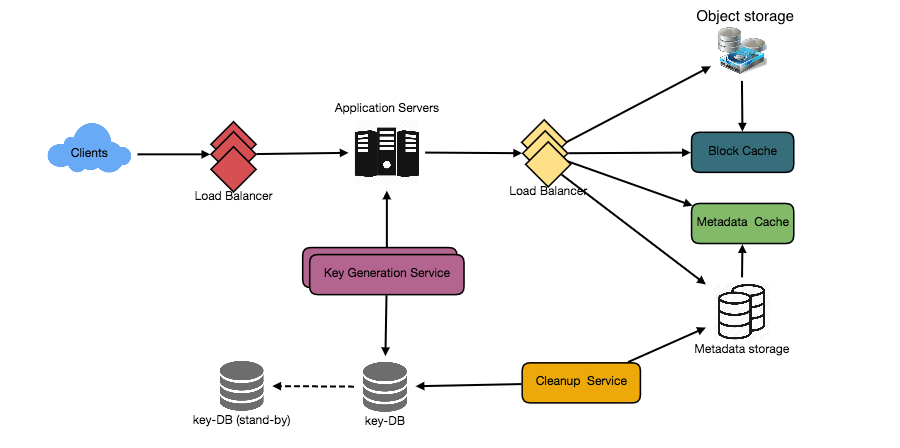 Object storage
Application Servers
Clients
Block Cache
Load Balancer
Load Balancer
Metadata Cache
Key Generation Service
Metadata storage
Cleanup Service
key-DB (stand-by)
key-DB